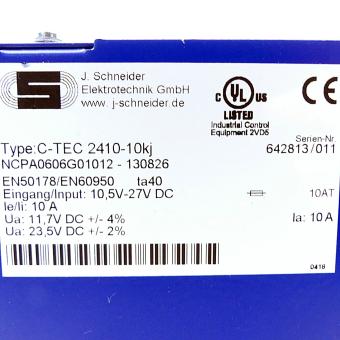 J. Schneider
Elektrotechnik GmbH
www. j-schneider.de
C UL US
LISTED
Industrial Control
Equipment 2VD5
CE
Type:C-TEC 2410-10kj
Serien-Nr
642813/011
NCPA0606G01012 - 130826
EN50178/EN60950 ta40
Eingang/Input: 10,5V-27V DC
10AT
Ie/Ii: 10 A
Ia: 10 A
Ua: 11,7V DC +/- 4%
Ua: 23,5V DC +/- 2%
0418